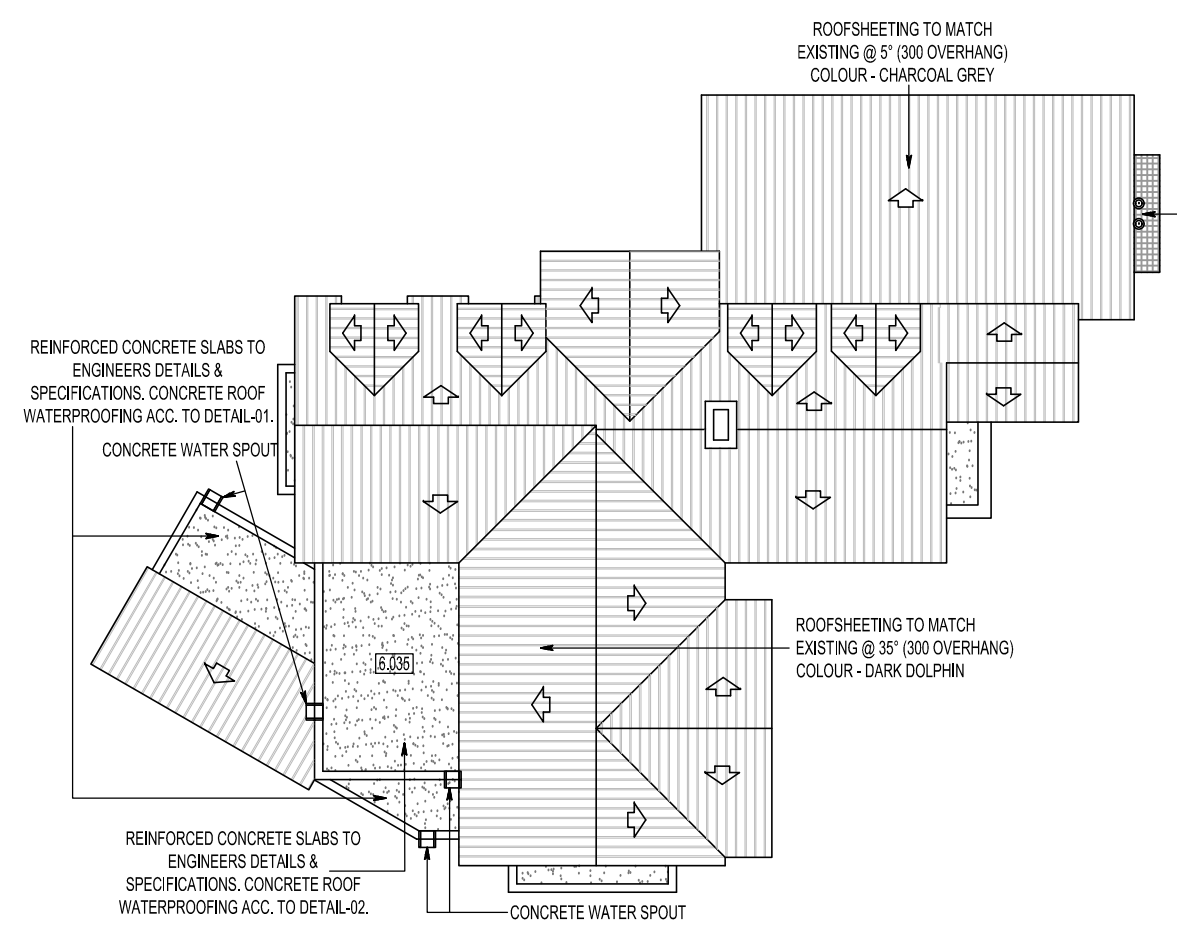 ROOFSHEETING TO MATCH
EXISTING @ 5° (300 OVERHANG)
COLOUR - CHARCOAL GREY
REINFORCED CONCRETE SLABS TO
ENGINEERS DETAILS &
SPECIFICATIONS. CONCRETE ROOF
WATERPROOFING ACC. TO DETAIL-01.
CONCRETE WATER SPOUT
6.035
ROOFSHEETING TO MATCH
EXISTING @ 35° (300 OVERHANG)
COLOUR - DARK DOLPHIN
REINFORCED CONCRETE SLABS TO
ENGINEERS DETAILS &
SPECIFICATIONS. CONCRETE ROOF
WATERPROOFING ACC. TO DETAIL-02.
CONCRETE WATER SPOUT